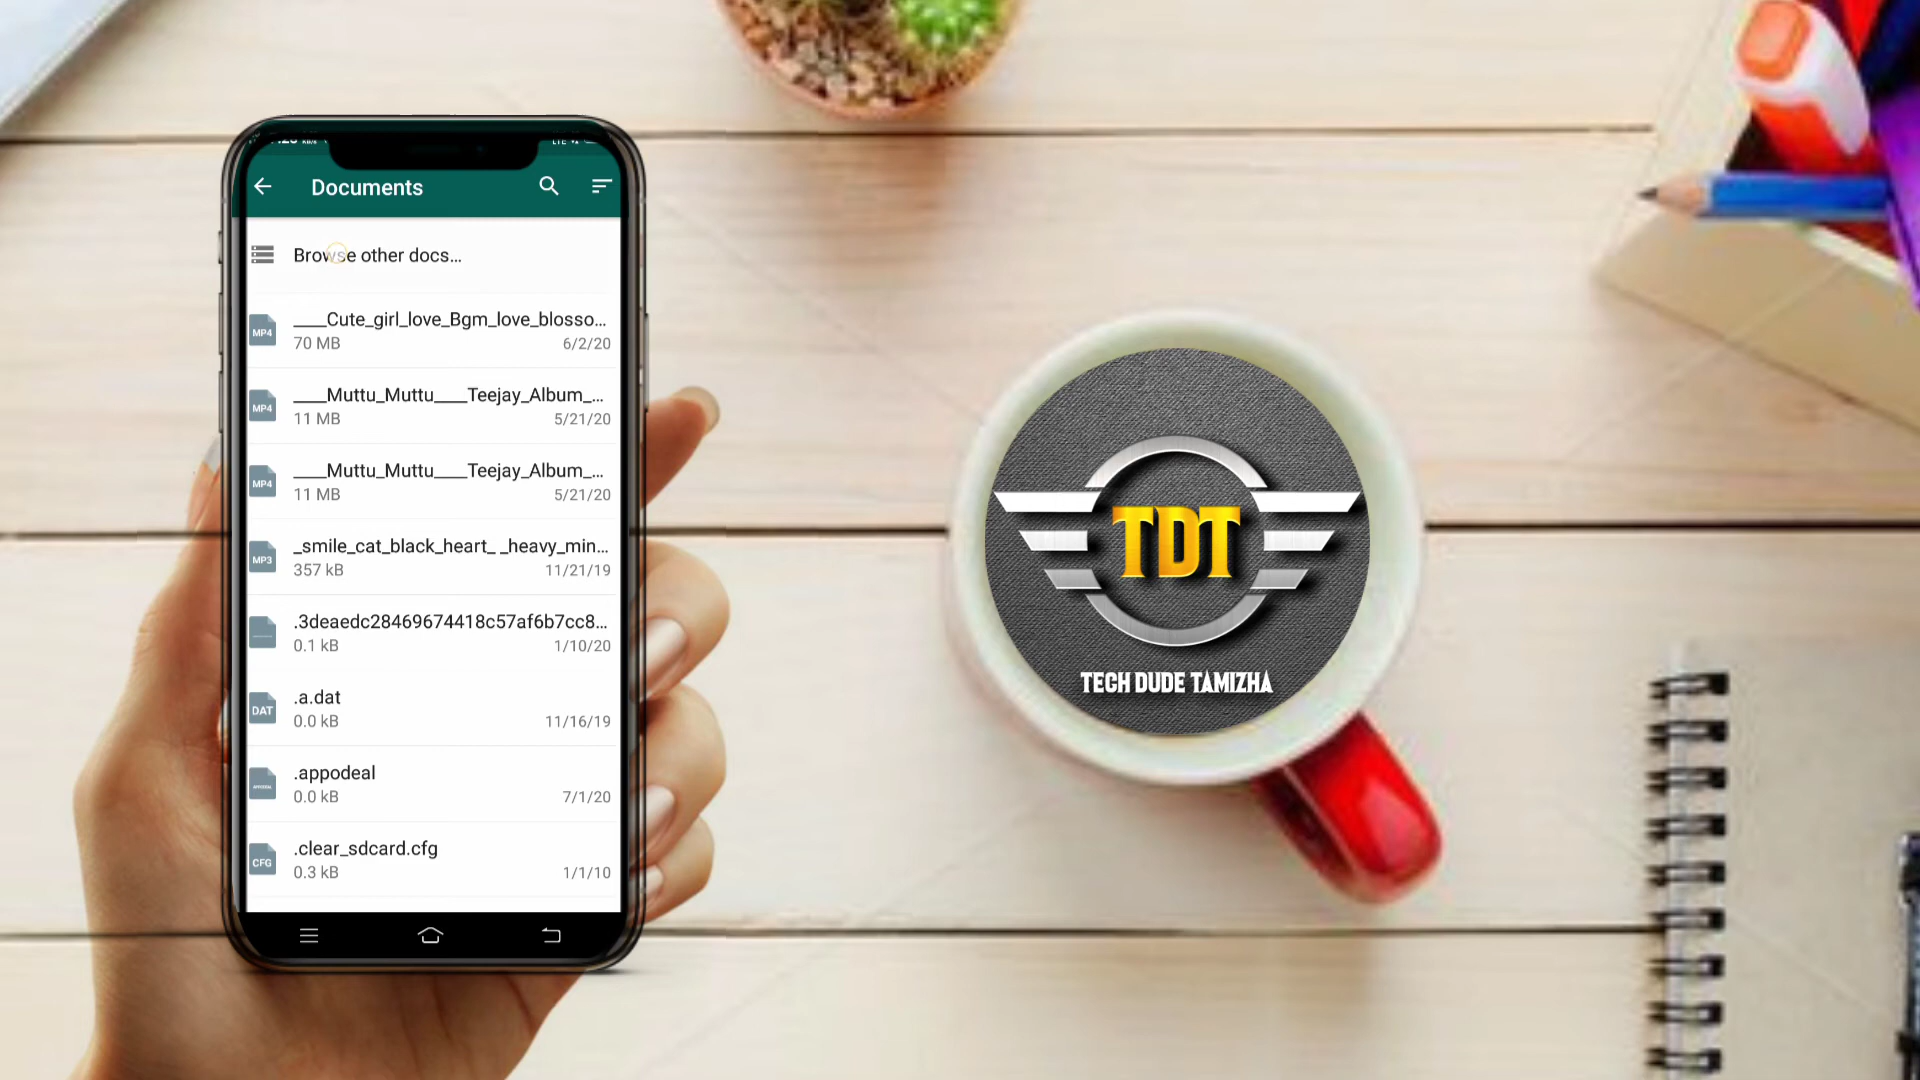 Documents
Browse other docs...
MP4
____Cute_girl_love_Bgm_love_blosso...
70 MB
6/2/20
MP4
____Muttu_Muttu____Teejay_Album_...
11 MB
5/21/20
MP4
____Muttu_Muttu____Teejay_Album_...
11 MB
5/21/20
MP3
_smile_cat_black_heart_ _heavy_min...
357 kB
11/21/19
.3deaedc28469674418c57af6b7cc8...
0.1 kB
1/10/20
DAT
.a.dat
0.0 kB
11/16/19
.appodeal
0.0 kB
7/1/20
CFG
.clear_sdcard.cfg
0.3 kB
1/1/10
TDT
TECH DUDE TAMIZHA